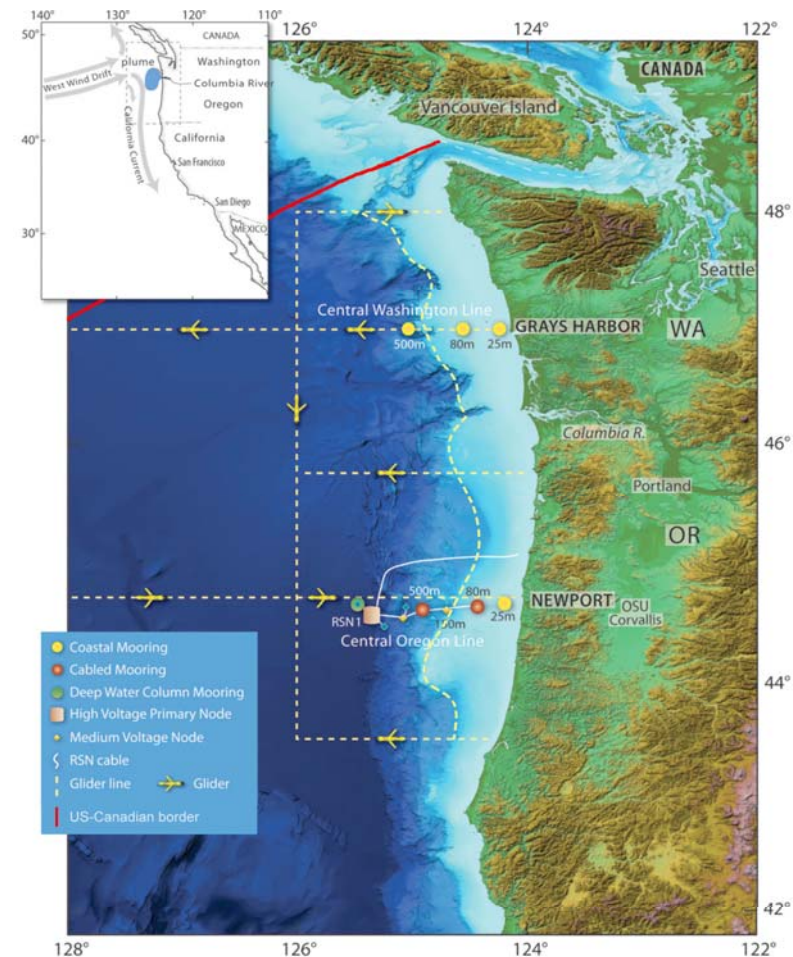 130° 120° 110°
50°
CANADA
plume
Washington
West Wind Drift
Columbia River
Oregon
40°
California Current
California
San Francisco
San Diego
30°
MEXICO
126° 124° 122°
CANADA
Vancouver Island
48°
Seattle
Central Washington Line
GRAYS HARBOR
WA
500m 80m 25m
46°
Columbia R.
Portland
OR
500m 80m
NEWPORT
25m
OSU
Corvallis
RSN1
Central Oregon Line
Coastal Mooring
Cabled Mooring
Deep Water Column Mooring
High Voltage Primary Node
Medium Voltage Node
RSN cable
Glider line Glider
US-Canadian border
44°
42°
128° 126° 124° 122°